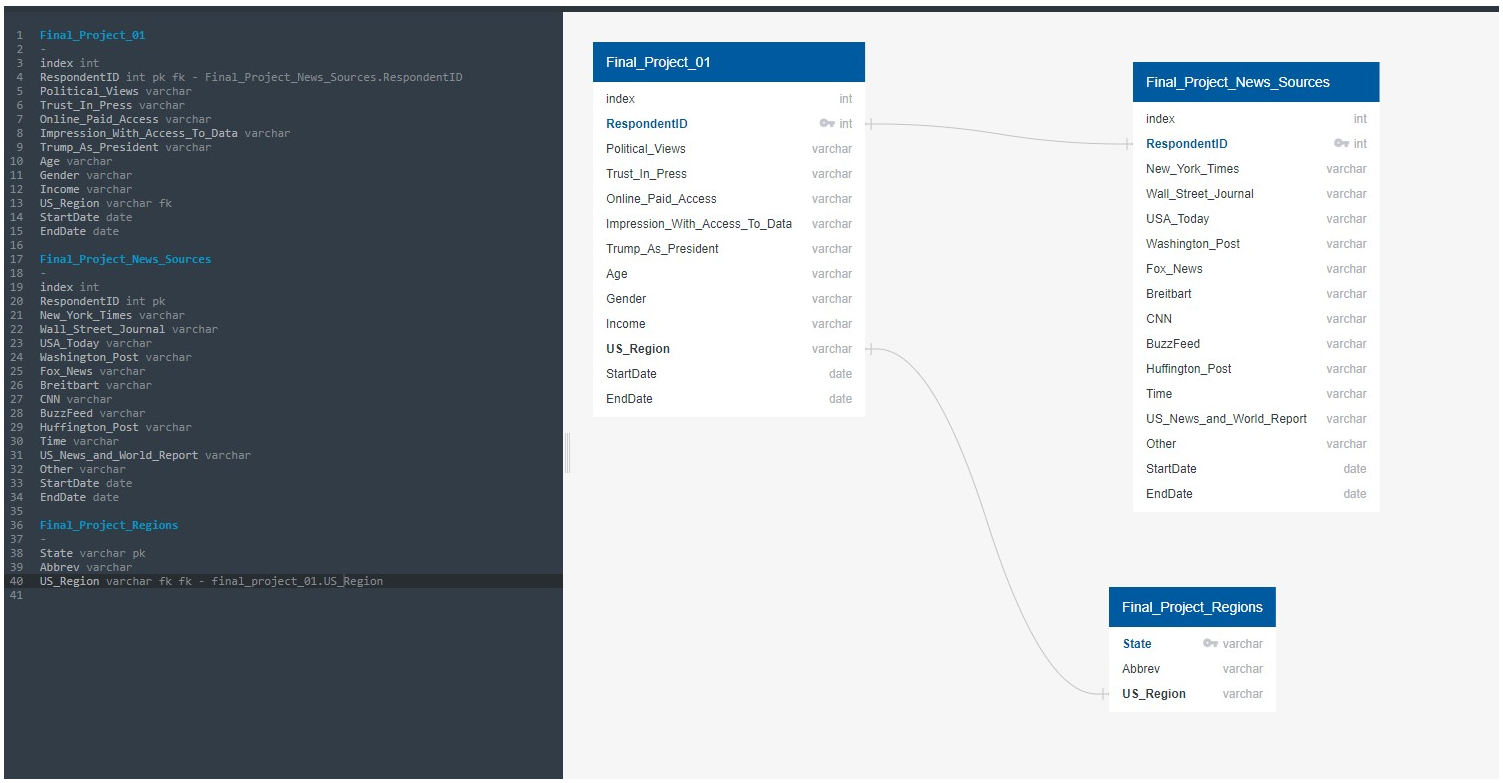 1 Final_Project_01
2 -
3 index int
4 RespondentID int pk fk - Final_Project_News_Sources.RespondentID
5 Political_Views varchar
6 Trust_In_Press varchar
7 Online_Paid_Access varchar
8 Impression_With_Access_To_Data varchar
9 Trump_As_President varchar
10 Age varchar
11 Gender varchar
12 Income varchar
13 US_Region varchar fk
14 StartDate date
15 EndDate date
16
17 Final_Project_News_Sources
18 -
19 index int
20 RespondentID int pk
21 New_York_Times varchar
22 Wall_Street_Journal varchar
23 USA_Today varchar
24 Washington_Post varchar
25 Fox_News varchar
26 Breitbart varchar
27 CNN varchar
28 BuzzFeed varchar
29 Huffington_Post varchar
30 Time varchar
31 US_News_and_World_Report varchar
32 Other varchar
33 StartDate date
34 EndDate date
35
36 Final_Project_Regions
37 -
38 State varchar pk
39 Abbrev varchar
40 US_Region varchar fk fk - final_project_01.US_Region
41
Final_Project_01
index int
RespondentID int
Political_Views varchar
Trust_In_Press varchar
Online_Paid_Access varchar
Impression_With_Access_To_Data varchar
Trump_As_President varchar
Age varchar
Gender varchar
Income varchar
US_Region varchar
StartDate date
EndDate date
Final_Project_News_Sources
index int
RespondentID int
New_York_Times varchar
Wall_Street_Journal varchar
USA_Today varchar
Washington_Post varchar
Fox_News varchar
Breitbart varchar
CNN varchar
BuzzFeed varchar
Huffington_Post varchar
Time varchar
US_News_and_World_Report varchar
Other varchar
StartDate date
EndDate date
Final_Project_Regions
State varchar
Abbrev varchar
US_Region varchar